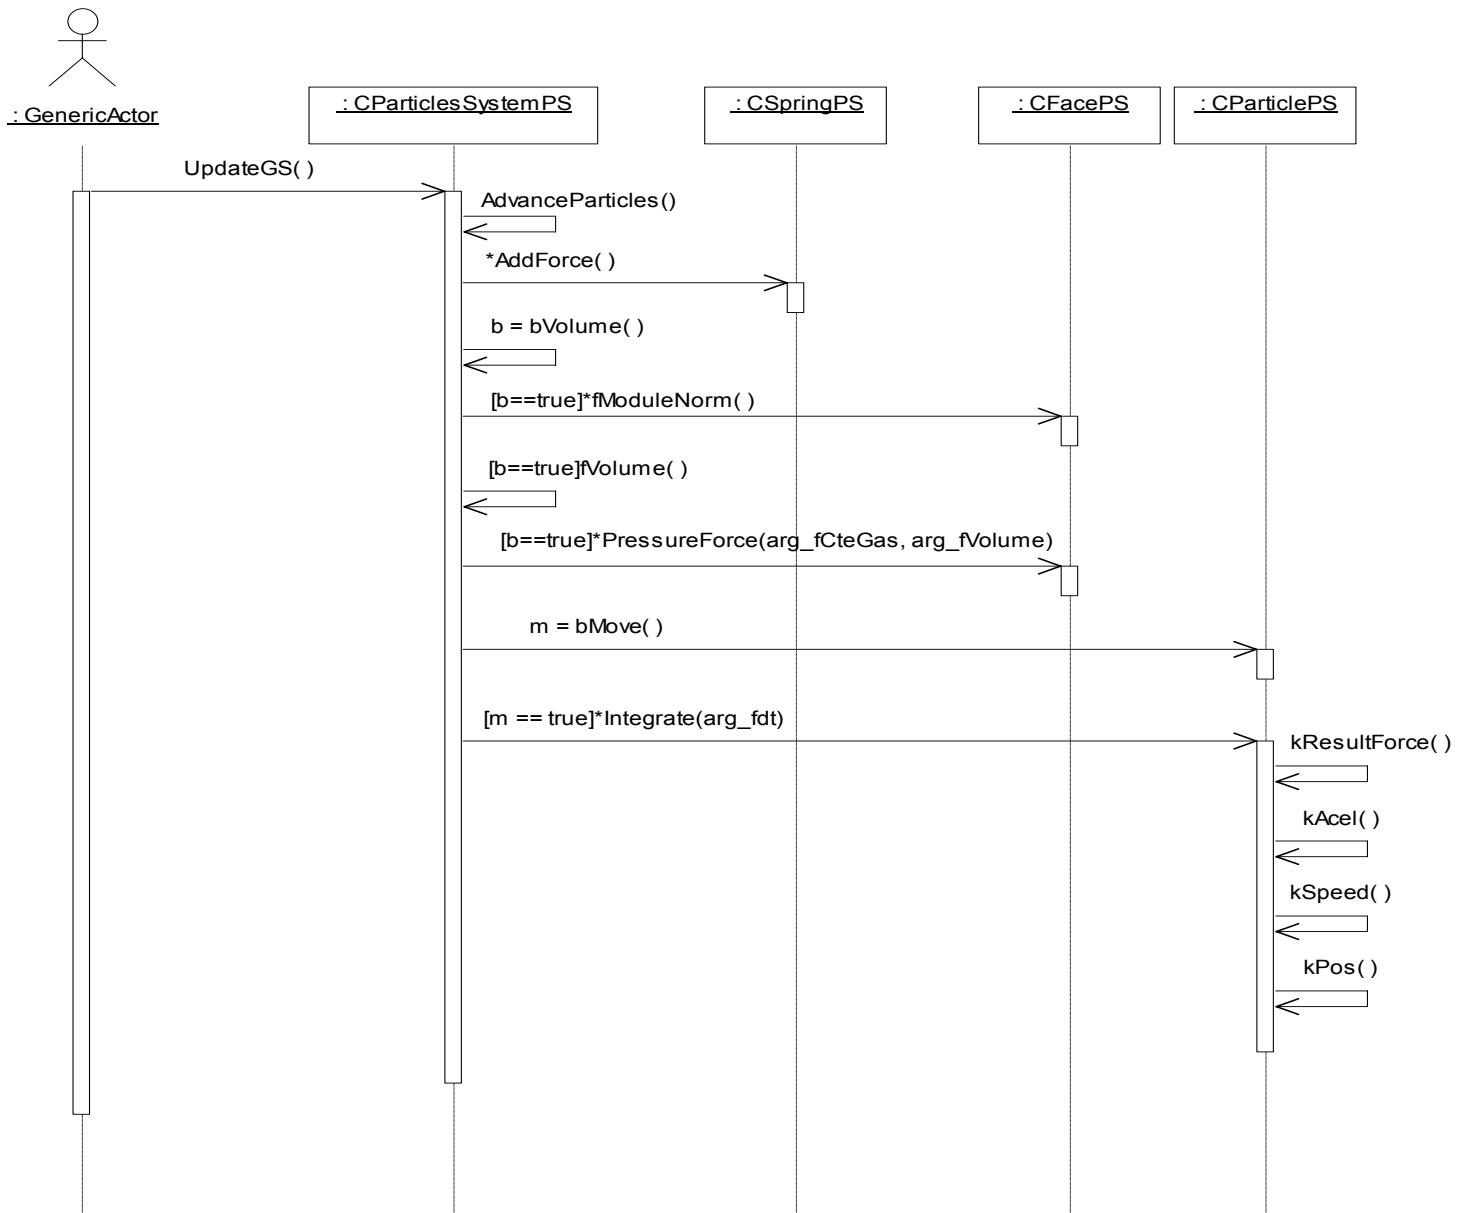 : GenericActor
: CParticlesSystemPS
: CSpringPS
: CFacePS
: CParticlePS
UpdateGS( )
AdvanceParticles()
*AddForce( )
b = bVolume( )
[b==true]*fModuleNorm( )
[b==true]fVolume( )
[b==true]*PressureForce(arg_fCteGas, arg_fVolume)
m = bMove( )
[m == true]*Integrate(arg_fdt)
kResultForce( )
kAcel( )
kSpeed( )
kPos( )